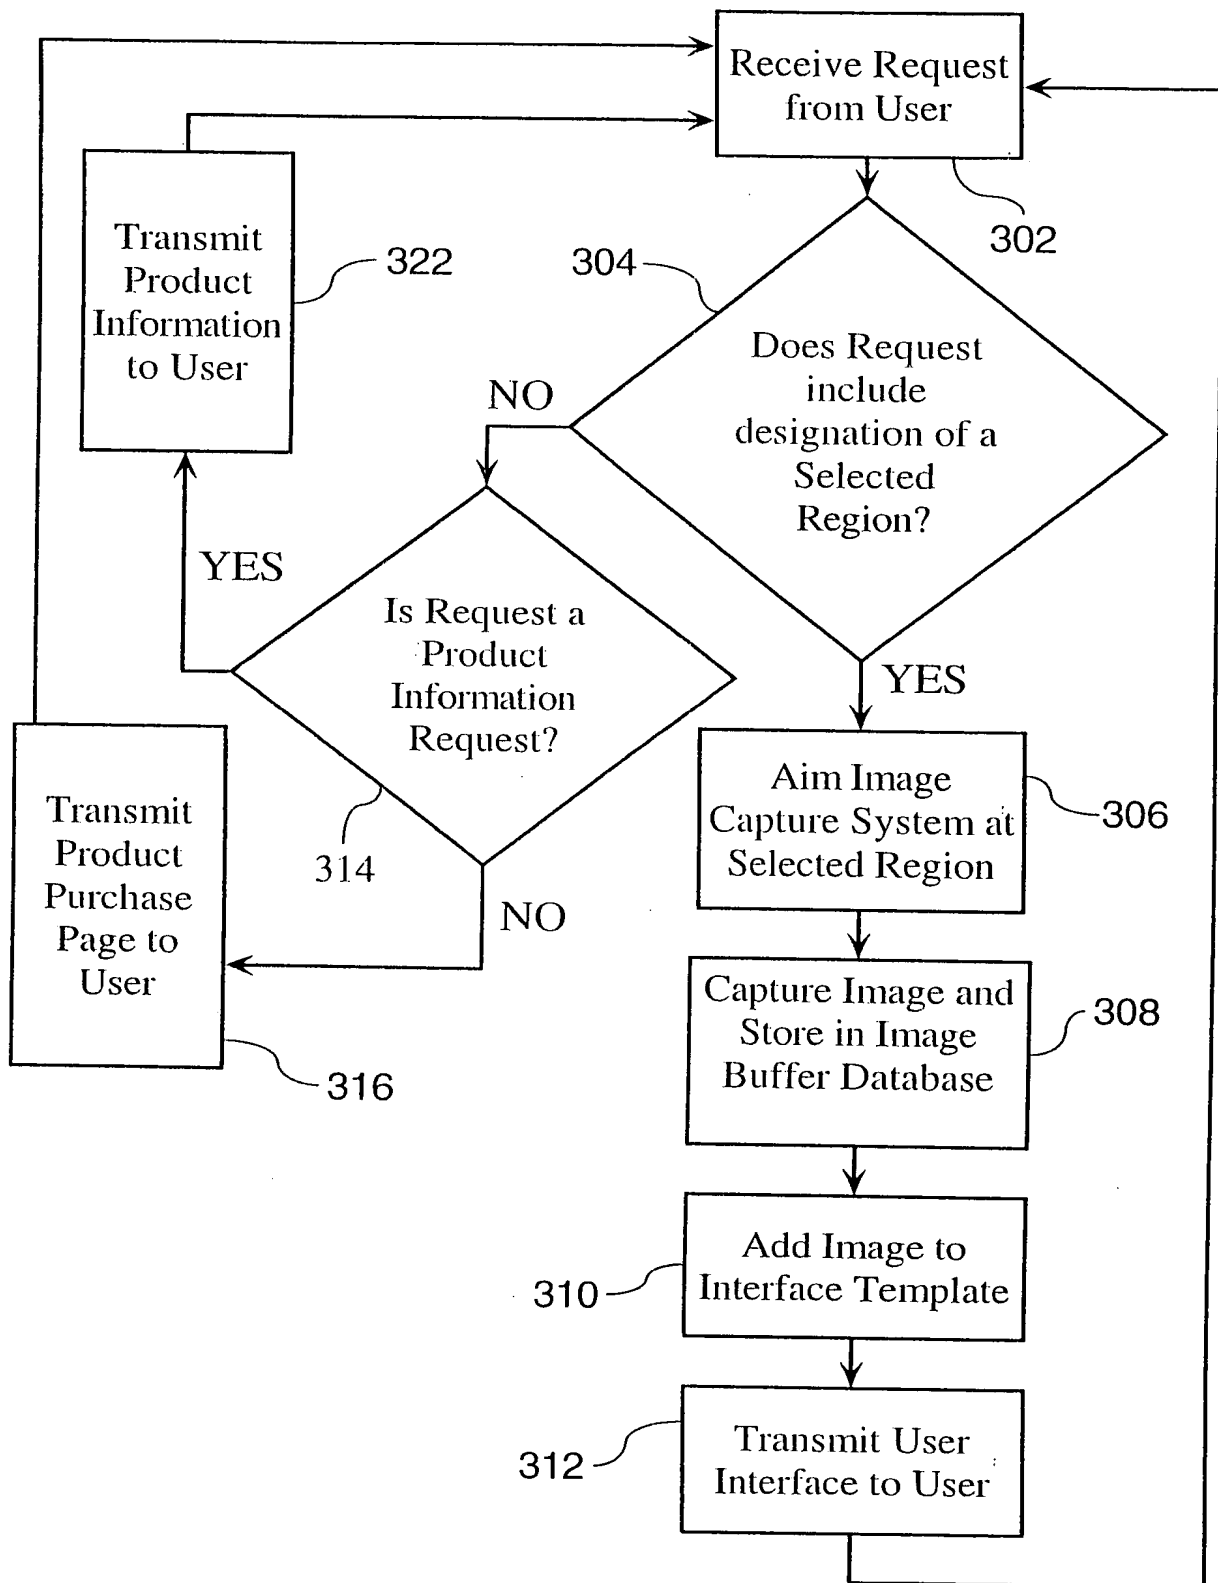 Receive Request
from User
302
304
Does Request
include
designation of a
Selected
Region?
NO
YES
Transmit
Product
Information
to User
322
YES
Is Request a
Product
Information
Request?
314
NO
Transmit
Product
Purchase
Page to
User
316
Aim Image
Capture System at
Selected Region
306
Capture Image and
Store in Image
Buffer Database
308
Add Image to
Interface Template
310
Transmit User
Interface to User
312